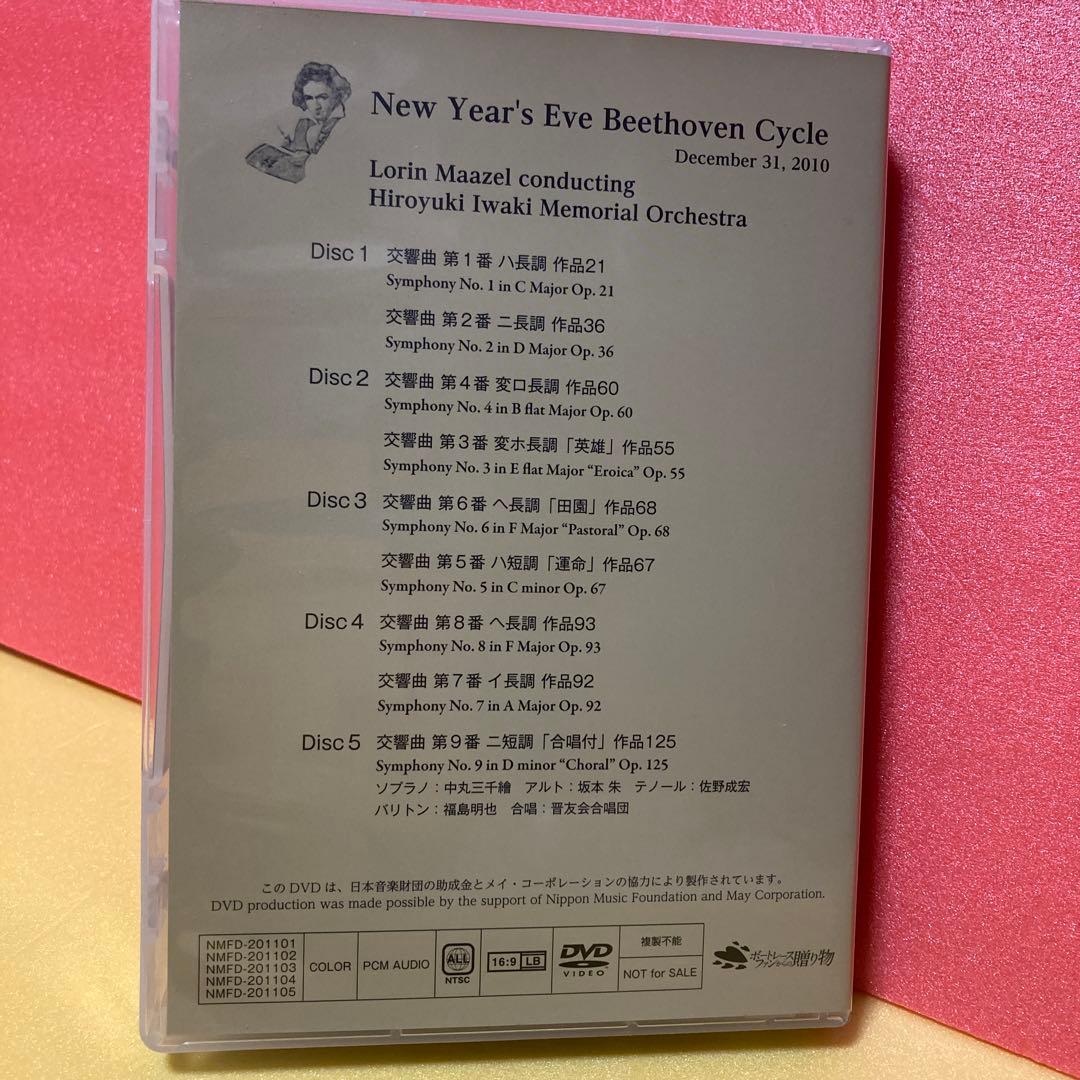 New Year's Eve Beethoven Cycle
December 31, 2010
Lorin Maazel conducting
Hiroyuki Iwaki Memorial Orchestra
Disc 1 交響曲 第1番 ハ長調 作品21
Symphony No. 1 in C Major Op. 21
交響曲 第2番 ニ長調 作品36
Symphony No. 2 in D Major Op. 36
Disc 2 交響曲 第4番 変ロ長調 作品60
Symphony No. 4 in B flat Major Op. 60
交響曲 第3番 変ホ長調「英雄」作品55
Symphony No. 3 in E flat Major “Eroica” Op. 55
Disc 3 交響曲 第6番 ヘ長調「田園」作品68
Symphony No. 6 in F Major “Pastoral” Op. 68
交響曲 第5番 ハ短調「運命」作品67
Symphony No. 5 in C minor Op. 67
Disc 4 交響曲 第8番 ヘ長調 作品93
Symphony No. 8 in F Major Op. 93
交響曲 第7番 イ長調 作品92
Symphony No. 7 in A Major Op. 92
Disc 5 交響曲 第9番 ニ短調「合唱付」作品125
Symphony No. 9 in D minor “Choral” Op. 125
ソプラノ：中丸三千繪 アルト：坂本 朱 テノール：佐野成宏
バリトン：福島明也 合唱：晋友会合唱団
このDVDは、日本音楽財団の助成金とメイ・コーポレーションの協力により製作されています。
DVD production was made possible by the support of Nippon Music Foundation and May Corporation.
NMFD-201101
NMFD-201102
NMFD-201103
NMFD-201104
NMFD-201105
COLOR
PCM AUDIO
ALL
NTSC
16:9 LB
DVD
VIDEO
複製不能
NOT for SALE
ボートレース
ファンからの
贈り物